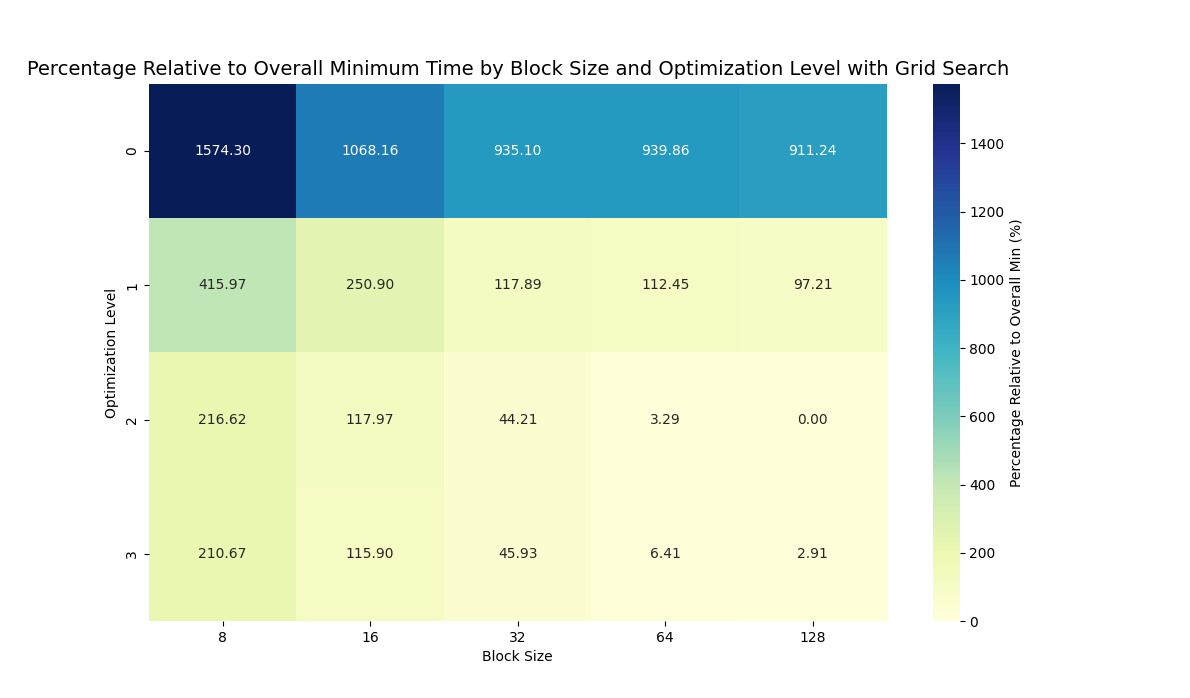 Percentage Relative to Overall Minimum Time by Block Size and Optimization Level with Grid Search
0 1574.30 1068.16 935.10 939.86 911.24
1 415.97 250.90 117.89 112.45 97.21
2 216.62 117.97 44.21 3.29 0.00
3 210.67 115.90 45.93 6.41 2.91
8 16 32 64 128
Block Size
Optimization Level
1400
1200
1000
800
600
400
200
0
Percentage Relative to Overall Min (%)